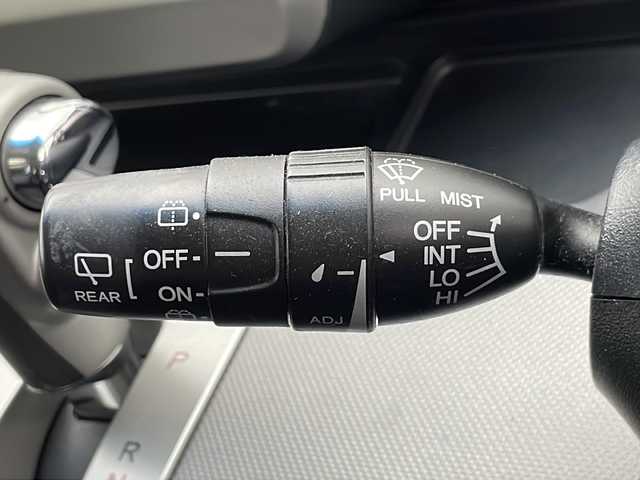 PULL MIST
OFF
INT
LO
HI
OFF
ON
REAR
ADJ
P
R
N